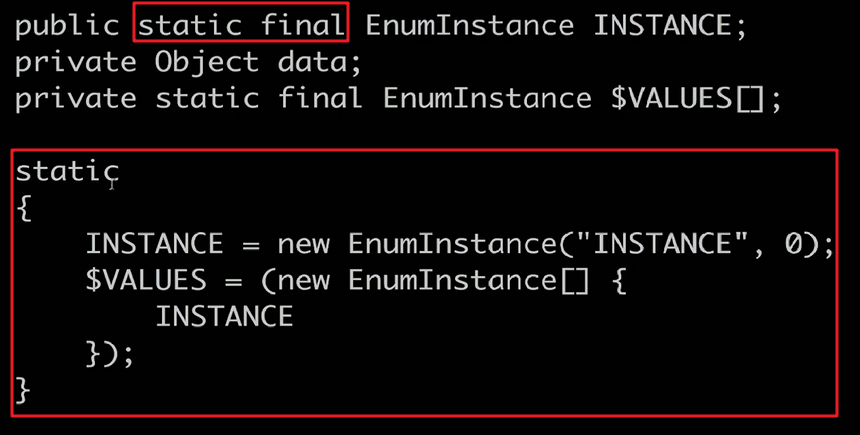 public static final EnumInstance INSTANCE;
private Object data;
private static final EnumInstance $VALUES[];
static
{
INSTANCE = new EnumInstance("INSTANCE", 0);
$VALUES = (new EnumInstance[] {
INSTANCE
});
}